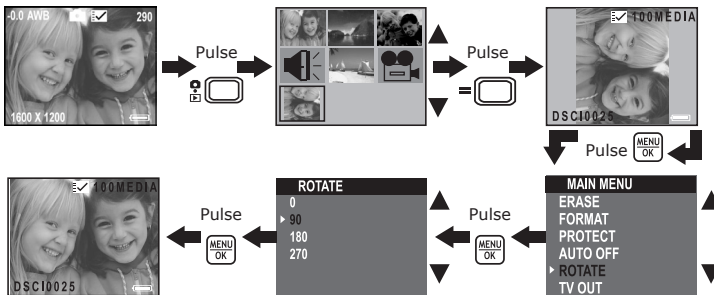 -0.0 AWB 290
1600 X 1200
Pulse
Pulse
100MEDIA
DSCI0025
Pulse MENU OK
MAIN MENU
ERASE
FORMAT
PROTECT
AUTO OFF
ROTATE
TV OUT
Pulse
MENU
OK
ROTATE
0
90
180
270
Pulse
MENU
OK
100MEDIA
DSCI0025